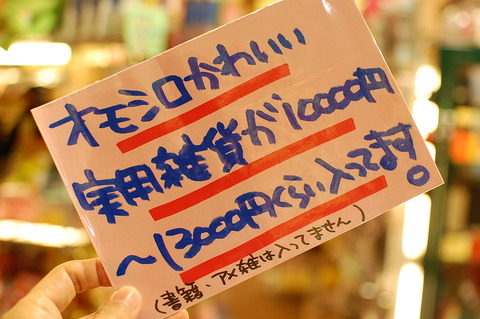 オモシロかわいい
実用雑貨が10000円
〜13000円くらい入ってます。
(書籍、アメ雑は入ってません)